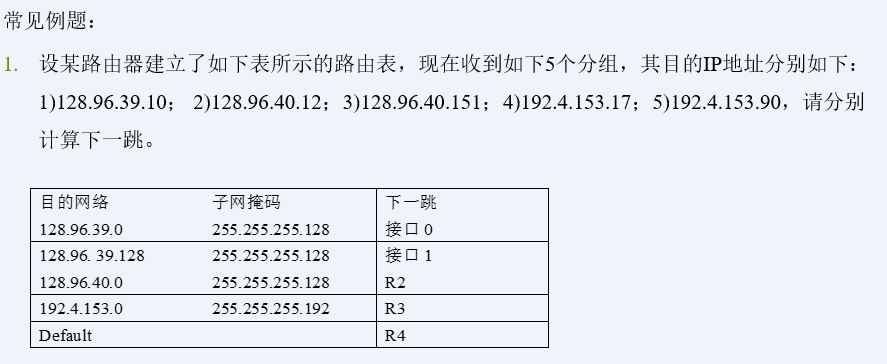 常见例题：
1. 设某路由器建立了如下表所示的路由表，现在收到如下5个分组，其目的IP地址分别如下：
1)128.96.39.10； 2)128.96.40.12；3)128.96.40.151；4)192.4.153.17；5)192.4.153.90，请分别
计算下一跳。
目的网络 子网掩码 下一跳
128.96.39.0 255.255.255.128 接口 0
128.96. 39.128 255.255.255.128 接口 1
128.96.40.0 255.255.255.128 R2
192.4.153.0 255.255.255.192 R3
Default R4